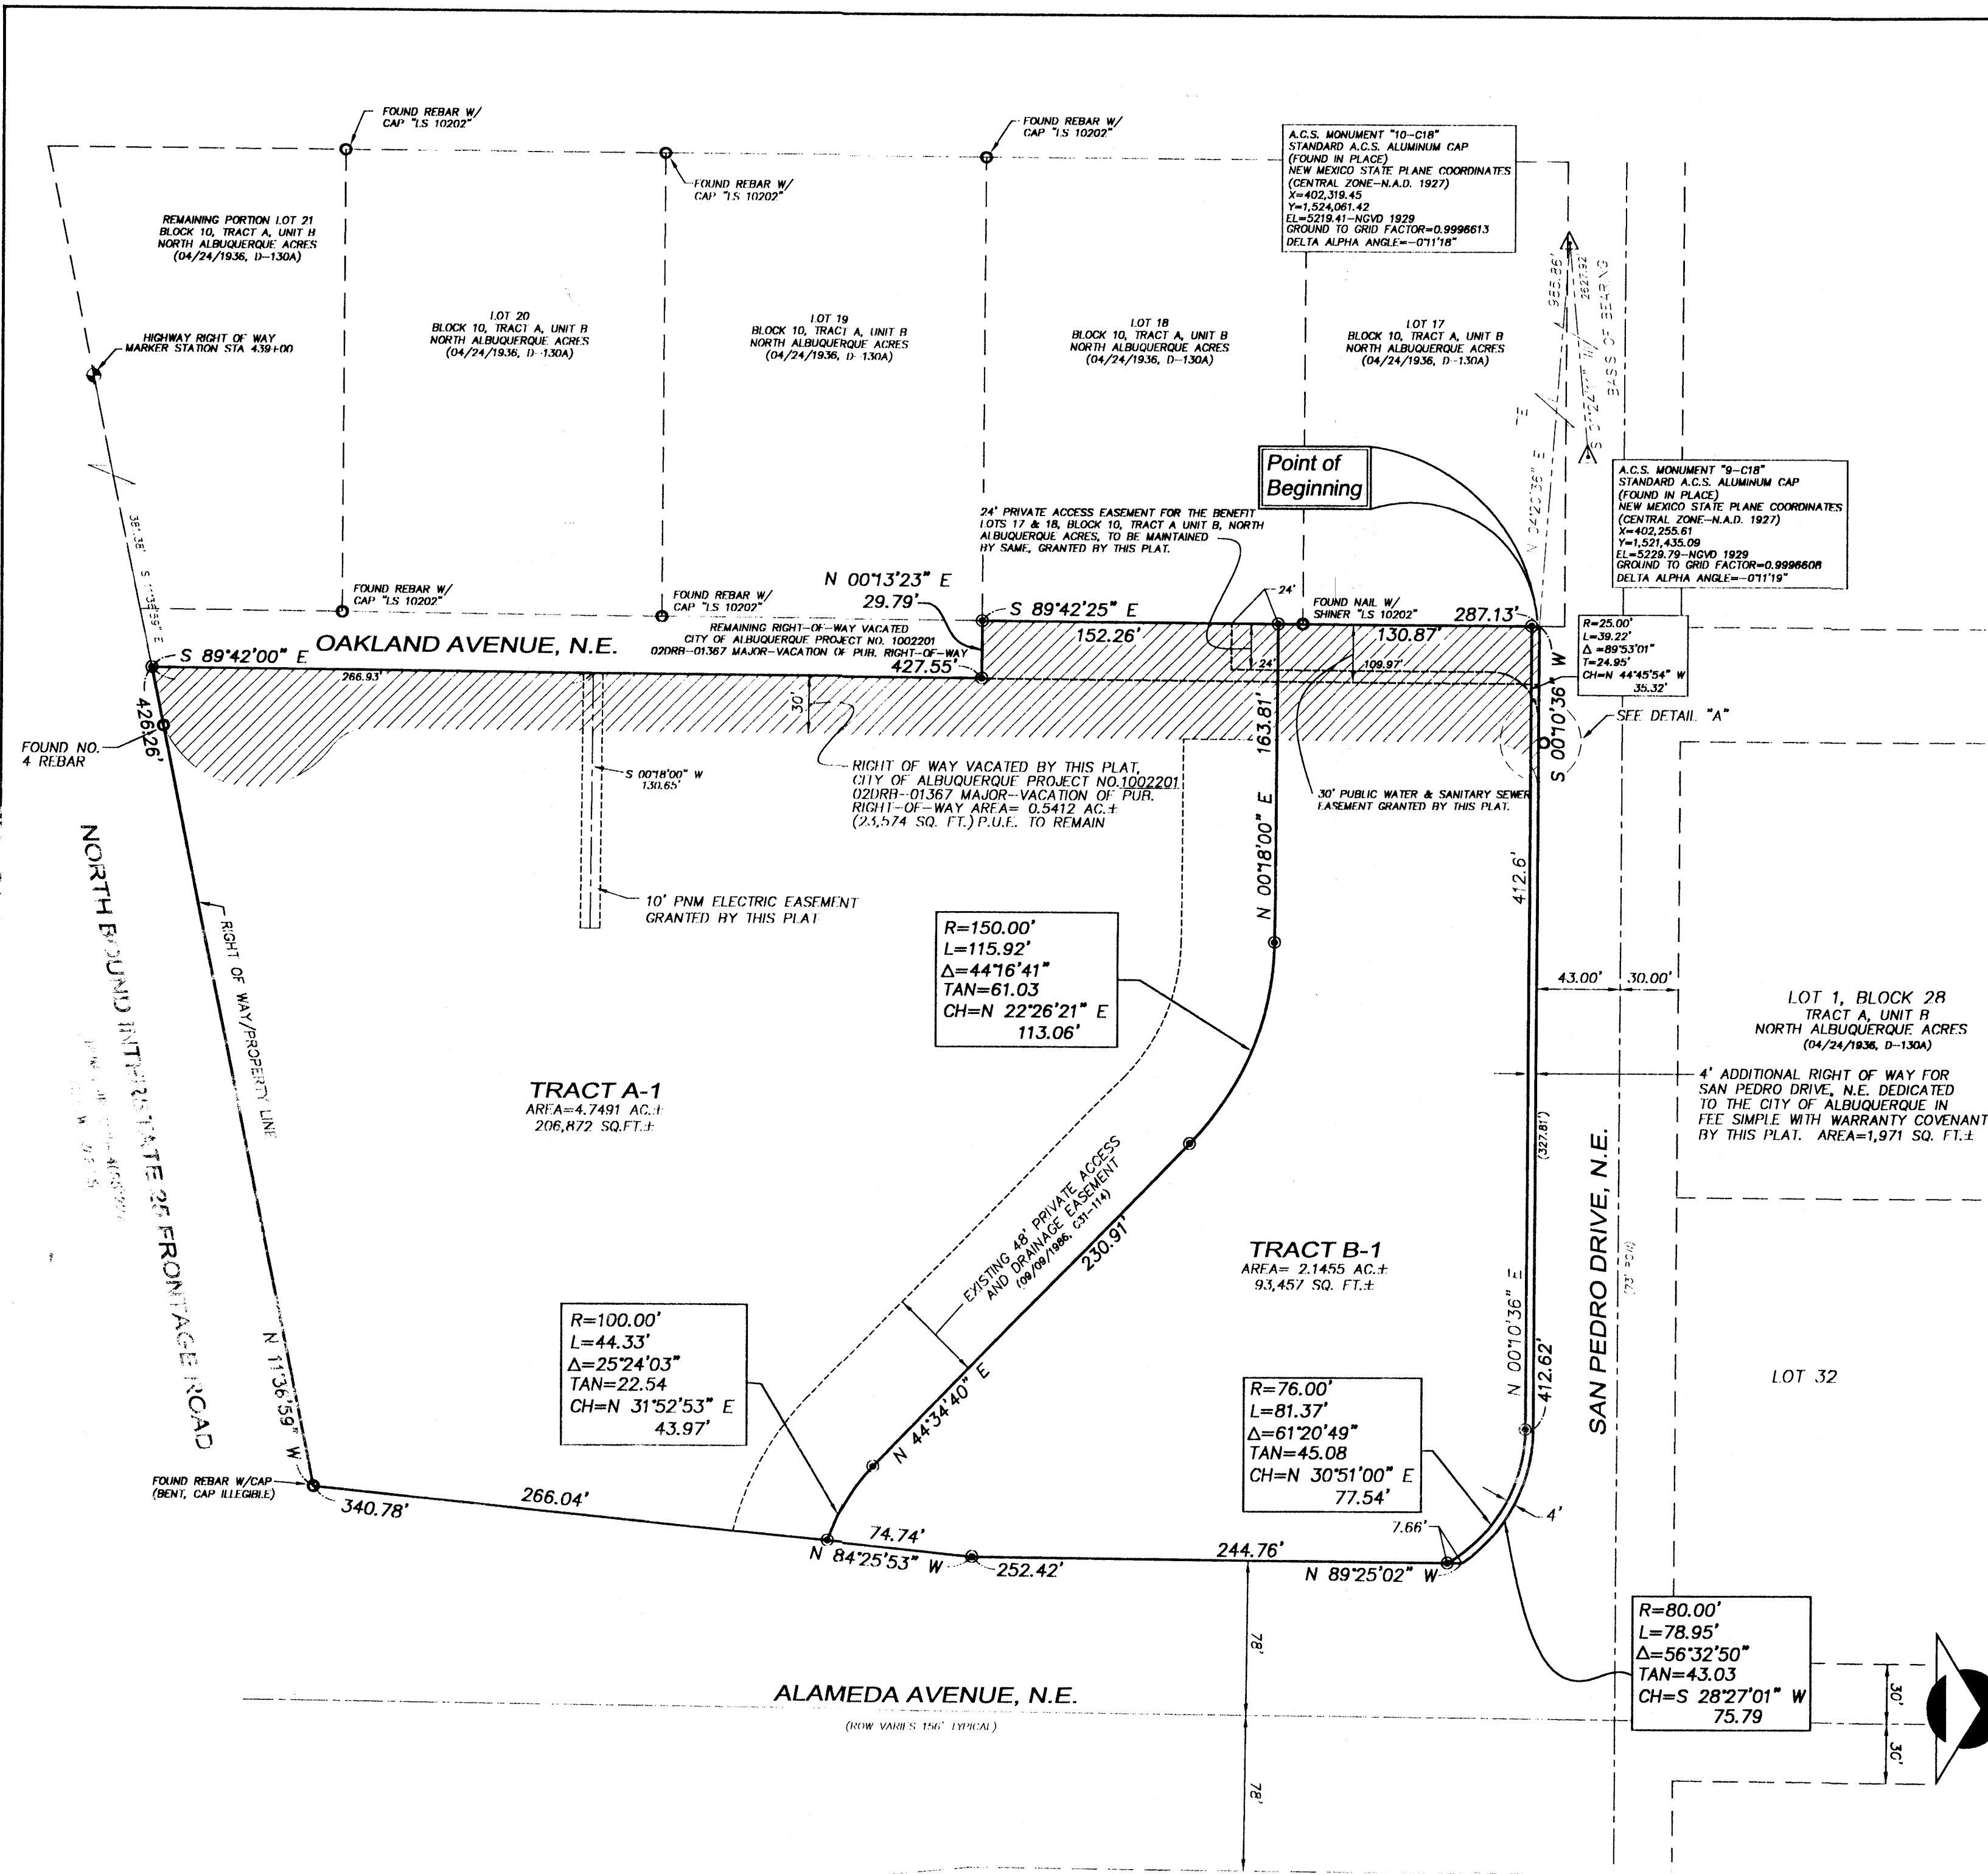 FOUND REBAR W/
CAP "LS 10202"
FOUND REBAR W/
CAP "LS 10202"
FOUND REBAR W/
CAP "LS 10202"
A.C.S. MONUMENT "10-C18"
STANDARD A.C.S. ALUMINUM CAP
(FOUND IN PLACE)
NEW MEXICO STATE PLANE COORDINATES
(CENTRAL ZONE-N.A.D. 1927)
X=402,319.45
Y=1,524,061.42
EL=5219.41-NGVD 1929
GROUND TO GRID FACTOR=0.9996613
DELTA ALPHA ANGLE=-0°11'18"
REMAINING PORTION LOT 21
BLOCK 10, TRACT A, UNIT B
NORTH ALBUQUERQUE ACRES
(04/24/1936, D-130A)
HIGHWAY RIGHT OF WAY
MARKER STATION STA 439+00
LOT 20
BLOCK 10, TRACT A, UNIT B
NORTH ALBUQUERQUE ACRES
(04/24/1936, D-130A)
LOT 19
BLOCK 10, TRACT A, UNIT B
NORTH ALBUQUERQUE ACRES
(04/24/1936, D-130A)
LOT 18
BLOCK 10, TRACT A, UNIT B
NORTH ALBUQUERQUE ACRES
(04/24/1936, D-130A)
LOT 17
BLOCK 10, TRACT A, UNIT B
NORTH ALBUQUERQUE ACRES
(04/24/1936, D-130A)
985.86'
2627.92'
Point of
Beginning
A.C.S. MONUMENT "9-C18"
STANDARD A.C.S. ALUMINUM CAP
(FOUND IN PLACE)
NEW MEXICO STATE PLANE COORDINATES
(CENTRAL ZONE-N.A.D. 1927)
X=402,255.61
Y=1,521,435.09
EL=5229.79-NGVD 1929
GROUND TO GRID FACTOR=0.9996608
DELTA ALPHA ANGLE=-0°11'19"
24' PRIVATE ACCESS EASEMENT FOR THE BENEFIT
LOTS 17 & 18, BLOCK 10, TRACT A UNIT B, NORTH
ALBUQUERQUE ACRES, TO BE MAINTAINED
BY SAME, GRANTED BY THIS PLAT.
FOUND REBAR W/
CAP "LS 10202"
FOUND REBAR W/
CAP "LS 10202"
N 00°13'23" E
29.79'
S 89°42'25" E
152.26'
24'
24'
FOUND NAIL W/
SHINER "LS 10202"
287.13'
130.87'
109.97'
R=25.00'
L=39.22'
Δ =89°53'01"
T=24.95'
CH=N 44°45'54" W
35.32'
SEE DETAIL "A"
S 00°10'36" W
S 89°42'00" E
OAKLAND AVENUE, N.E.
REMAINING RIGHT-OF-WAY VACATED
CITY OF ALBUQUERQUE PROJECT NO. 1002201
02DRB-01367 MAJOR-VACATION OF PUB. RIGHT-OF-WAY
427.55'
266.93'
30'
426.26'
FOUND NO.
4 REBAR
S 00°18'00" W
130.65'
RIGHT OF WAY VACATED BY THIS PLAT,
CITY OF ALBUQUERQUE PROJECT NO.1002201
02DRB-01367 MAJOR-VACATION OF PUB.
RIGHT-OF-WAY AREA= 0.5412 AC.±
(23,574 SQ. FT.) P.U.E. TO REMAIN
163.81'
N 00°18'00" E
30' PUBLIC WATER & SANITARY SEWER
EASEMENT GRANTED BY THIS PLAT.
412.6'
10' PNM ELECTRIC EASEMENT
GRANTED BY THIS PLAT
NORTH BOUND INTERSTATE 25 FRONTAGE ROAD
RIGHT OF WAY/PROPERTY LINE
R=150.00'
L=115.92'
Δ=44°16'41"
TAN=61.03
CH=N 22°26'21" E
113.06'
43.00'
30.00'
LOT 1, BLOCK 28
TRACT A, UNIT B
NORTH ALBUQUERQUE ACRES
(04/24/1936, D-130A)
4' ADDITIONAL RIGHT OF WAY FOR
SAN PEDRO DRIVE, N.E. DEDICATED
TO THE CITY OF ALBUQUERQUE IN
FEE SIMPLE WITH WARRANTY COVENANT
BY THIS PLAT. AREA=1,971 SQ. FT.±
TRACT A-1
AREA=4.7491 AC.±
206,872 SQ.FT.±
EXISTING 48' PRIVATE ACCESS
AND DRAINAGE EASEMENT
(09/09/1986, C31-114)
230.91'
N 44°34'40" E
TRACT B-1
AREA= 2.1455 AC.±
93,457 SQ. FT.±
(327.81')
SAN PEDRO DRIVE, N.E.
N 00°10'36" E
412.62'
LOT 32
R=100.00'
L=44.33'
Δ=25°24'03"
TAN=22.54
CH=N 31°52'53" E
43.97'
R=76.00'
L=81.37'
Δ=61°20'49"
TAN=45.08
CH=N 30°51'00" E
77.54'
N 11°36'59" W
FOUND REBAR W/CAP
(BENT, CAP ILLEGIBLE)
340.78'
266.04'
74.74'
N 84°25'53" W
252.42'
244.76'
N 89°25'02" W
7.66'
4'
R=80.00'
L=78.95'
Δ=56°32'50"
TAN=43.03
CH=S 28°27'01" W
75.79
78'
78'
ALAMEDA AVENUE, N.E.
(ROW VARIES 156' TYPICAL)
30'
30'